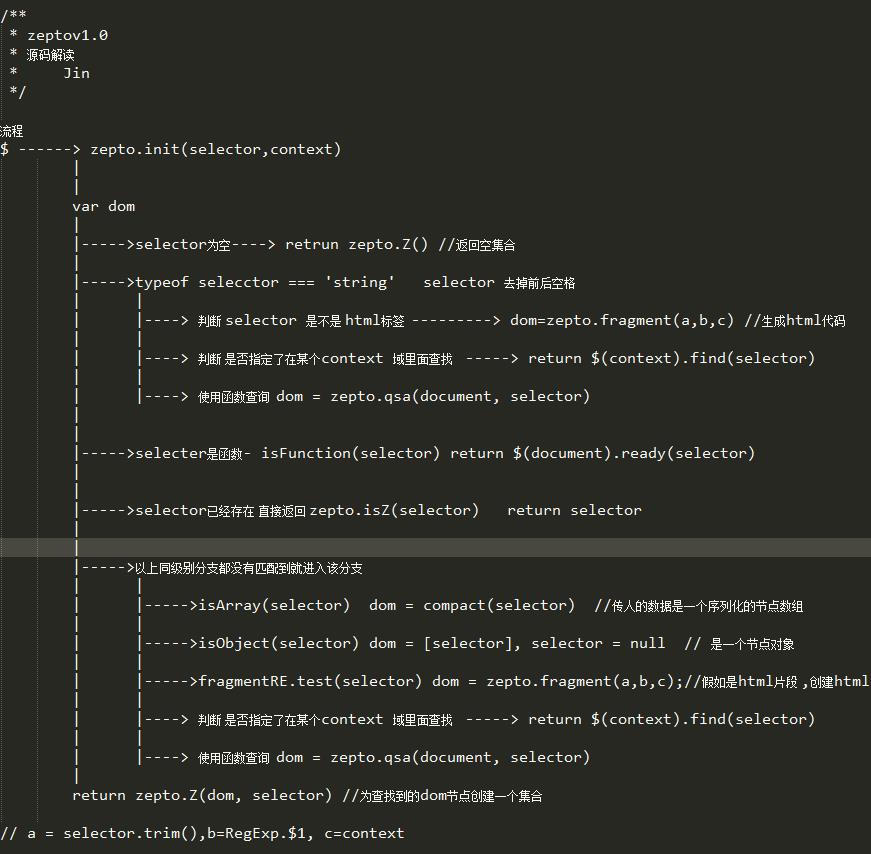 /**
 * zeptov1.0
 * 源码解读
 *     Jin
 */
流程
$ ------> zepto.init(selector,context)
        |
        |
        var dom
        |
        |----->selector为空----> retrun zepto.Z() //返回空集合
        |
        |----->typeof selecctor === 'string'   selector 去掉前后空格
        |      |
        |      |----> 判断 selector 是不是 html标签 ---------> dom=zepto.fragment(a,b,c) //生成html代码
        |      |
        |      |----> 判断 是否指定了在某个context 域里面查找 -----> return $(context).find(selector)
        |      |
        |      |----> 使用函数查询 dom = zepto.qsa(document, selector)
        |
        |
        |----->selecter是函数- isFunction(selector) return $(document).ready(selector)
        |
        |
        |----->selector已经存在 直接返回 zepto.isZ(selector)   return selector
        |
        |
        |----->以上同级别分支都没有匹配到就进入该分支
        |      |
        |      |----->isArray(selector)  dom = compact(selector)  //传人的数据是一个序列化的节点数组
        |      |
        |      |----->isObject(selector) dom = [selector], selector = null  // 是一个节点对象
        |      |
        |      |----->fragmentRE.test(selector) dom = zepto.fragment(a,b,c);//假如是html片段 ,创建html
        |      |
        |      |----> 判断 是否指定了在某个context 域里面查找 -----> return $(context).find(selector)
        |      |
        |      |----> 使用函数查询 dom = zepto.qsa(document, selector)
        |
        return zepto.Z(dom, selector) //为查找到的dom节点创建一个集合
// a = selector.trim(),b=RegExp.$1, c=context